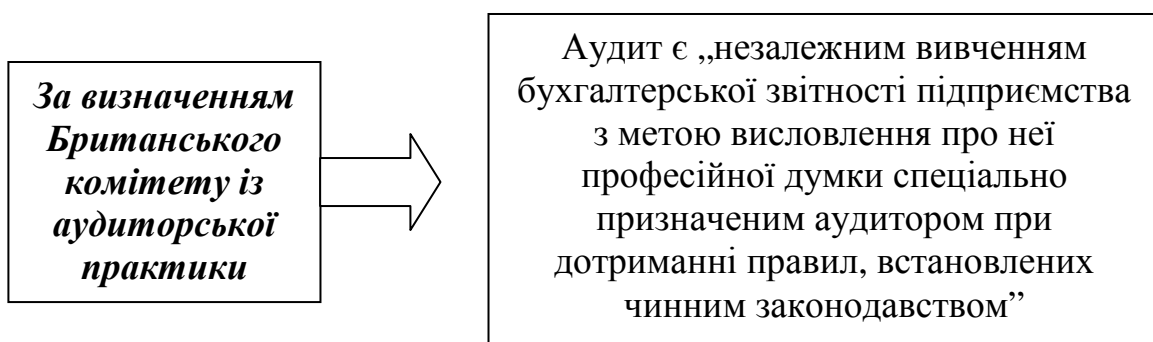 За визначенням
Британського
комітету із
аудиторської
практики
Аудит є „незалежним вивченням
бухгалтерської звітності підприємства
з метою висловлення про неї
професійної думки спеціально
призначеним аудитором при
дотриманні правил, встановлених
чинним законодавством”